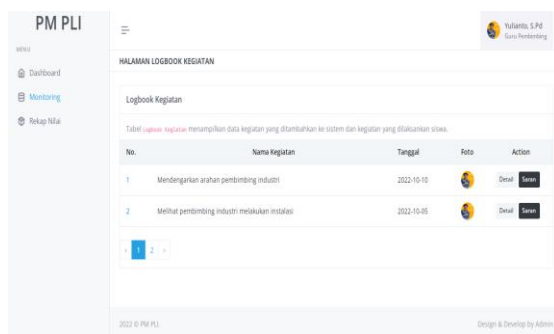 PM PLI
Yulianto, S.Pd
Guru Pembimbing
MENU
Dashboard
Monitoring
Rekap Nilai
HALAMAN LOGBOOK KEGIATAN
Logbook Kegiatan
Tabel Logbook Kegiatan menampilkan data kegiatan yang ditambahkan ke sistem dan kegiatan yang dilaksanakan siswa.
No. Nama Kegiatan Tanggal Foto Action
1 Mendengarkan arahan pembimbing industri 2022-10-10 Detail Saran
2 Melihat pembimbing industri melakukan instalasi 2022-10-05 Detail Saran
‹ 1 2 ›
2022 © PM PLI
Design & Develop by Admin